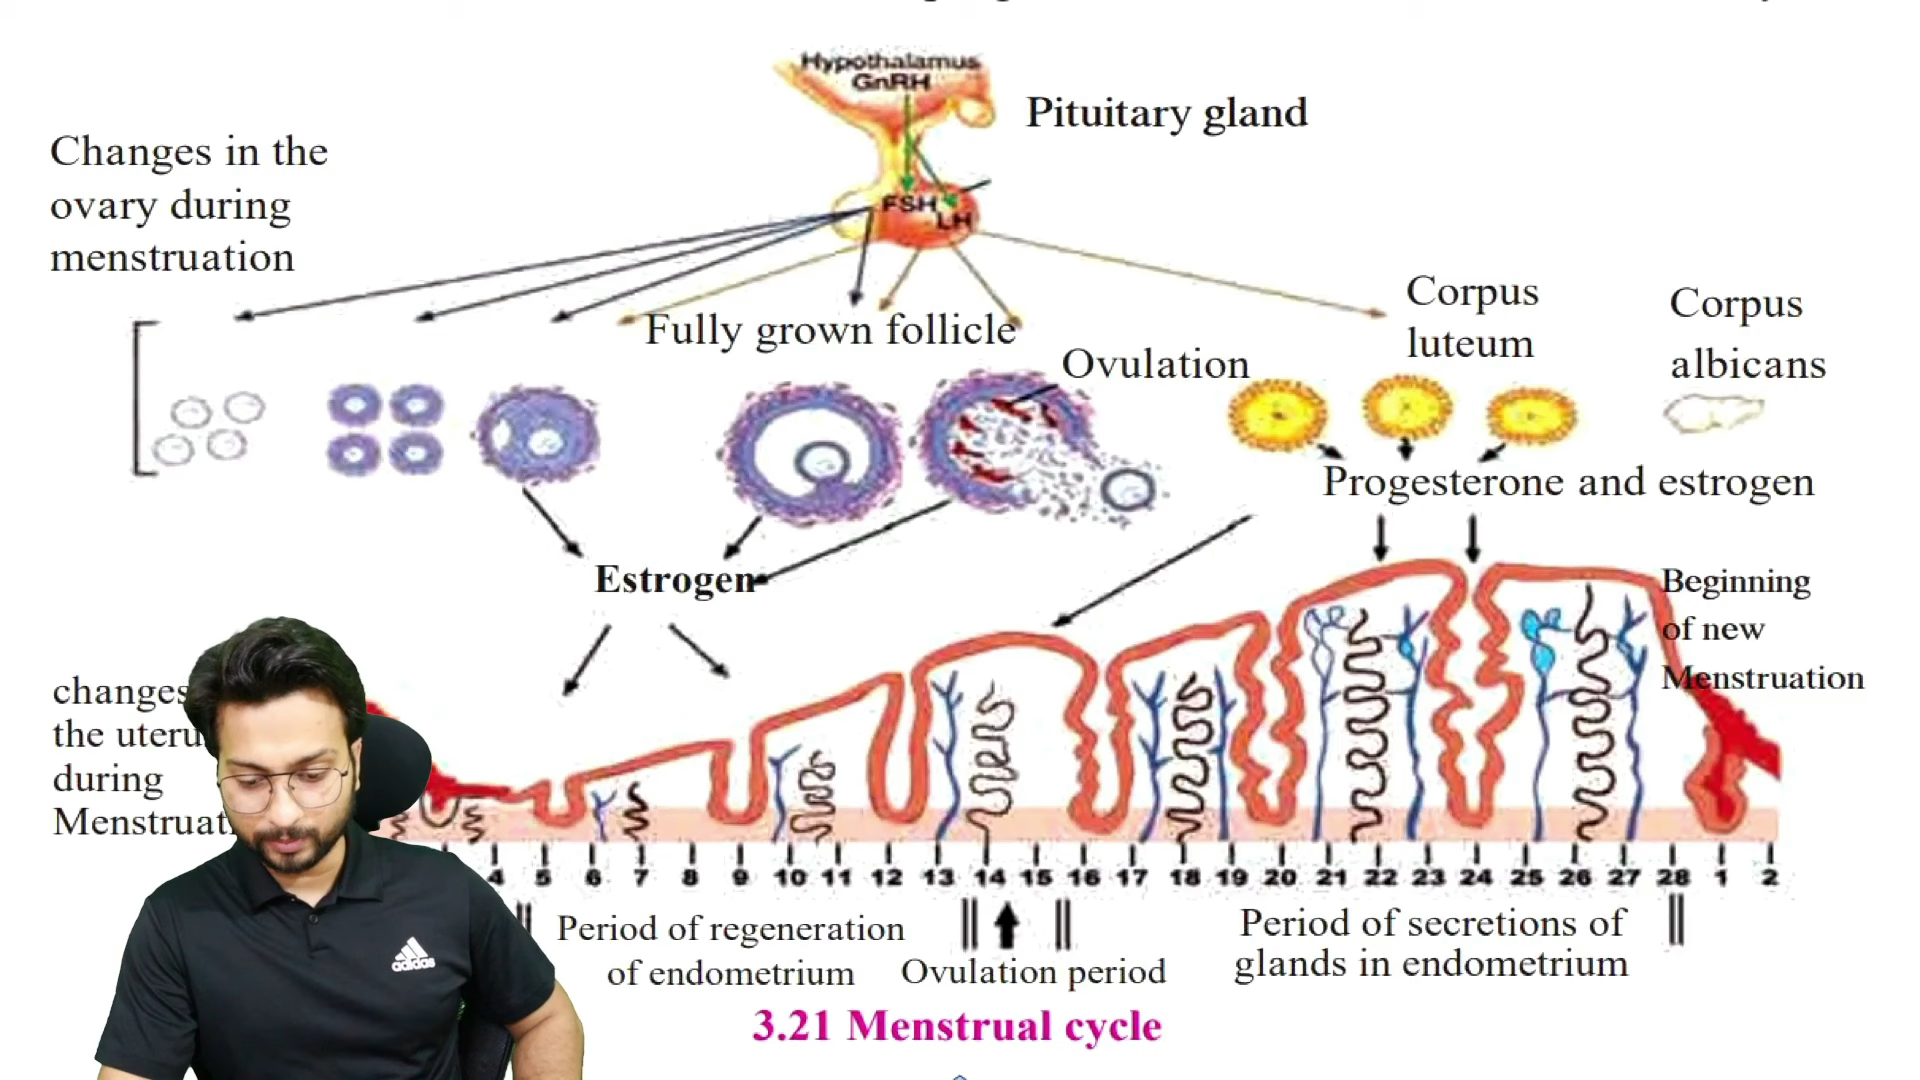 Hypothalamus
GnRH
Pituitary gland
Changes in the
ovary during
menstruation
FSH
LH
Fully grown follicle
Ovulation
Corpus
luteum
Corpus
albicans
Progesterone and estrogen
Estrogen
Beginning
of new
Menstruation
changes
the uteru
during
Menstruat
4 5 6 7 8 9 10 11 12 13 14 15 16 17 18 19 20 21 22 23 24 25 26 27 28 1 2
Period of regeneration
of endometrium
Ovulation period
Period of secretions of
glands in endometrium
adidas
3.21 Menstrual cycle